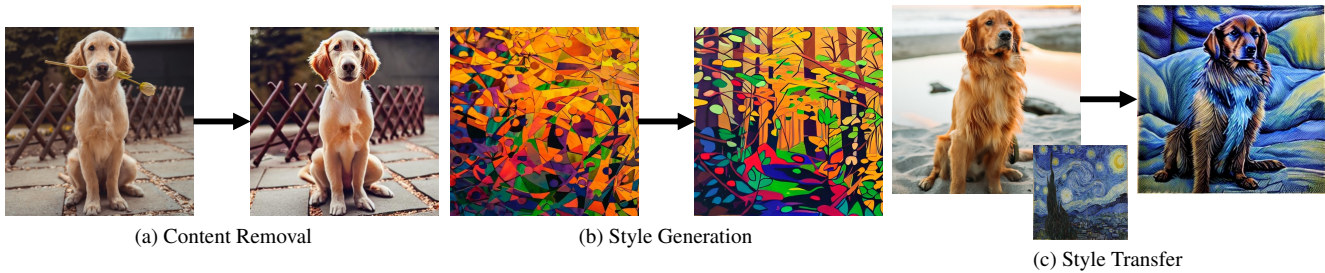 (a) Content Removal
(b) Style Generation
(c) Style Transfer